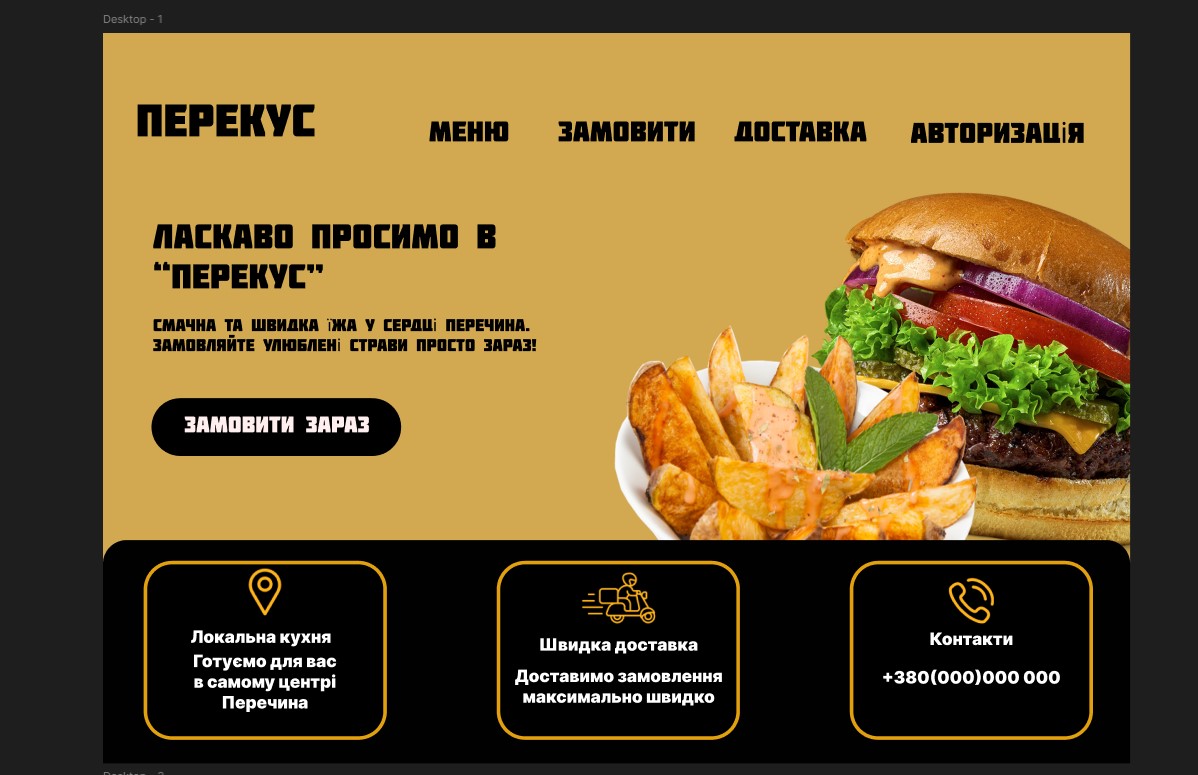 Desktop - 1
ПЕРЕКУС
МЕНЮ ЗАМОВИТИ ДОСТАВКА АВТОРИЗАЦіЯ
ЛАСКАВО ПРОСИМО В
“ПЕРЕКУС”
СМАЧНА ТА ШВИДКА їЖА У СЕРДЦі ПЕРЕЧИНА.
ЗАМОВЛЯЙТЕ УЛЮБЛЕНі СТРАВИ ПРОСТО ЗАРАЗ!
ЗАМОВИТИ ЗАРАЗ
Локальна кухня
Готуємо для вас
в самому центрі
Перечина
Швидка доставка
Доставимо замовлення
максимально швидко
Контакти
+380(000)000 000